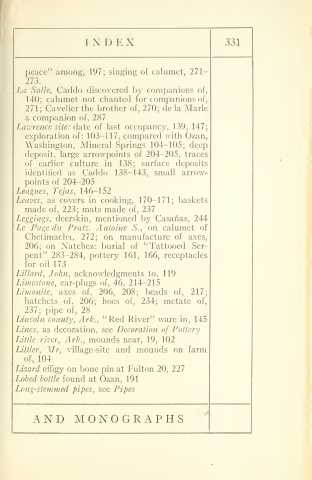 INDEX 331
peace" among, 197; singing of calumet, 271–
273.
La Salle, Caddo discovered by companions of,
140; calumet not chanted for companions of,
271; Cavelier the brother of, 270; de la Marle
a companion of, 287
Lawrence site: date of last occupancy, 139, 147;
exploration of: 103–117, compared with Ozan,
Washington, Mineral Springs 104–105; deep
deposit, large arrowpoints of 204–205, traces
of earlier culture in 138; surface deposits
identified as Caddo 138–143, small arrow-
points of 204–205
Leagues, Tejas, 146–152
Leaves, as covers in cooking, 170–171; baskets
made of, 223; mats made of, 237
Leggings, deerskin, mentioned by Casañas, 244
Le Page du Pratz, Antoine S., on calumet of
Chetimacha, 272; on manufacture of axes,
206; on Natchez: burial of "Tattooed Ser-
pent" 283–284, pottery 161, 166, receptacles
for oil 173
Lillard, John, acknowledgments to, 119
Limestone, ear-plugs of, 46, 214–215
Limonite, axes of, 206, 208; beads of, 217;
hatchets of, 206; hoes of, 234; metate of,
237; pipe of, 28
Lincoln county, Ark., "Red River" ware in, 145
Lines, as decoration, see Decoration of Pottery
Little river, Ark., mounds near, 19, 102
Littler, Mr, village-site and mounds on farm
of, 104
Lizard effigy on bone pin at Fulton 20, 227
Lobed bottle found at Ozan, 191
Long-stemmed pipes, see Pipes
AND MONOGRAPHS